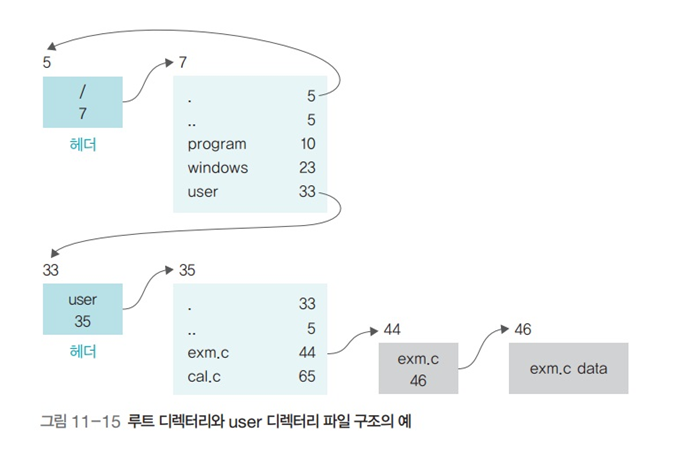 5
7
/
7
헤더
. 5
.. 5
program 10
windows 23
user 33
33
35
user
35
헤더
. 33
.. 5
exm.c 44
cal.c 65
44
exm.c
46
46
exm.c data
그림 11-15 루트 디렉터리와 user 디렉터리 파일 구조의 예